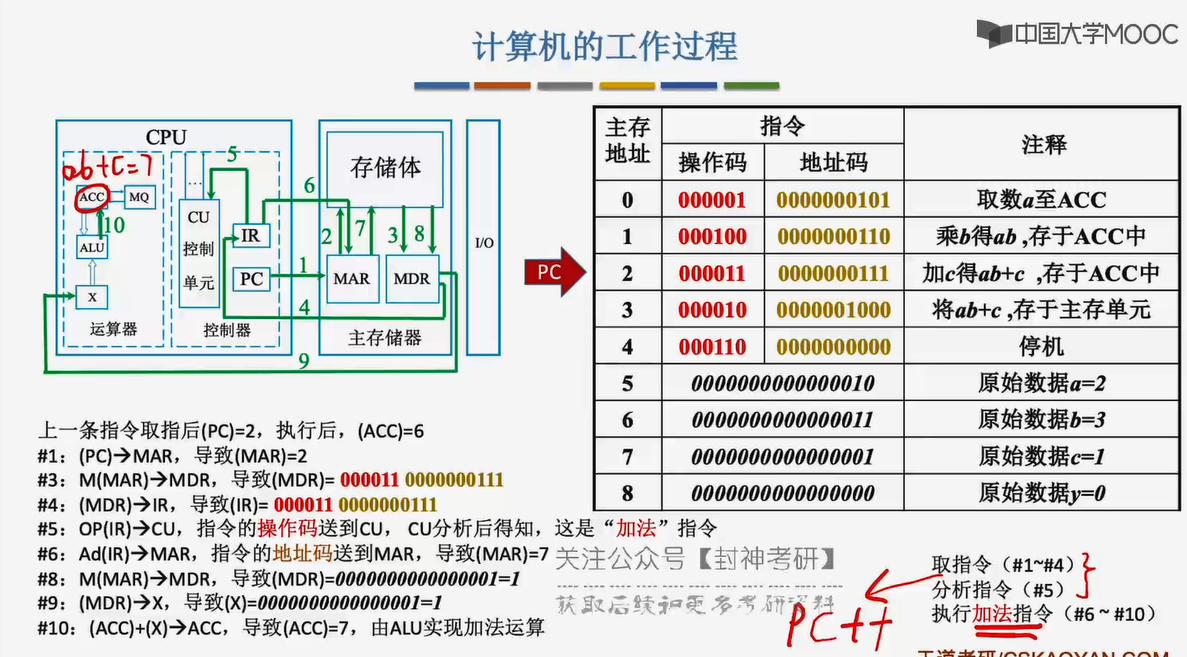 中国大学MOOC
计算机的工作过程
CPU
ab+c=7
ACC
MQ
10
ALU
X
运算器
5
...
CU
控制
单元
IR
PC
控制器
6
1
4
9
存储体
2
7
3
8
MAR
MDR
主存储器
I/O
PC
主存地址 指令 注释
操作码 地址码
0 000001 0000000101 取数a至ACC
1 000100 0000000110 乘b得ab ,存于ACC中
2 000011 0000000111 加c得ab+c ,存于ACC中
3 000010 0000001000 将ab+c ,存于主存单元
4 000110 0000000000 停机
5 0000000000000010 原始数据a=2
6 0000000000000011 原始数据b=3
7 0000000000000001 原始数据c=1
8 0000000000000000 原始数据y=0
上一条指令取指后(PC)=2，执行后，(ACC)=6
#1：(PC)→MAR，导致(MAR)=2
#3：M(MAR)→MDR，导致(MDR)= 000011 0000000111
#4：(MDR)→IR，导致(IR)= 000011 0000000111
#5：OP(IR)→CU，指令的操作码送到CU， CU分析后得知，这是“加法”指令
#6：Ad(IR)→MAR，指令的地址码送到MAR，导致(MAR)=7
#8：M(MAR)→MDR，导致(MDR)=0000000000000001=1
#9：(MDR)→X，导致(X)=0000000000000001=1
#10：(ACC)+(X)→ACC，导致(ACC)=7，由ALU实现加法运算
关注公众号【封神考研】
获取后续和更多考研资料
取指令（#1~#4）
分析指令（#5）
执行加法指令（#6 ~ #10）
PC++
王道考研/CSKAOYAN.COM